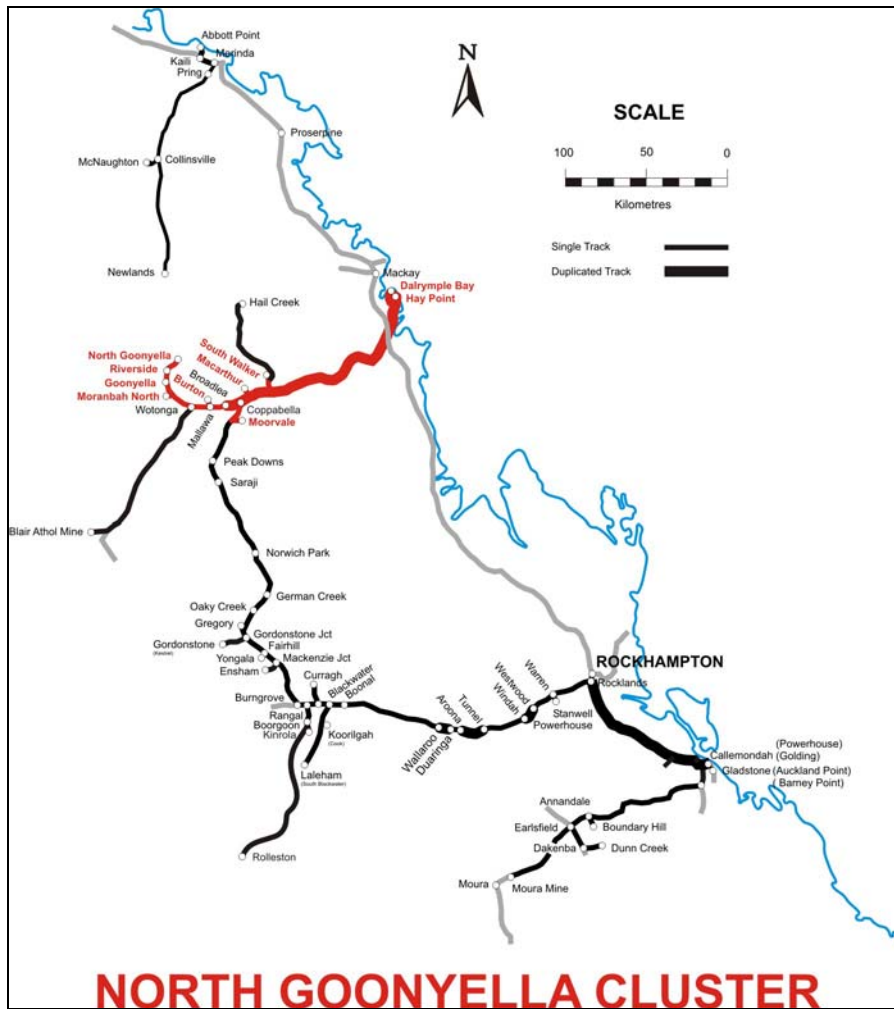 Abbott Point
Kaili
Merinda
Pring
N
SCALE
100 50 0
Kilometres
Proserpine
McNaughton
Collinsville
Single Track
Duplicated Track
Newlands
Mackay
Dalrymple Bay
Hay Point
Hail Creek
North Goonyella
Riverside
Goonyella
Moranbah North
South Walker
Macarthur
Broadlea
Burton
Wotonga
Mallawa
Coppabella
Moorvale
Peak Downs
Saraji
Blair Athol Mine
Norwich Park
German Creek
Oaky Creek
Gregory
Gordonstone Jct
Gordonstone
(Kestrel)
Fairhill
Yongala
Mackenzie Jct
Ensham
Curragh
Burngrove
Blackwater
Boonal
Rangal
Boorgoon
Kinrola
Koorilgah
(Cook)
Laleham
(South Blackwater)
Rolleston
Wallaroo
Duaringa
Aroona
Tunnel
Windah
Westwood
Warren
Stanwell
Powerhouse
ROCKHAMPTON
Rocklands
Callemondah (Powerhouse)
(Golding)
Gladstone (Auckland Point)
( Barney Point)
Annandale
Earlsfield
Boundary Hill
Dakenba
Dunn Creek
Moura
Moura Mine
NORTH GOONYELLA CLUSTER